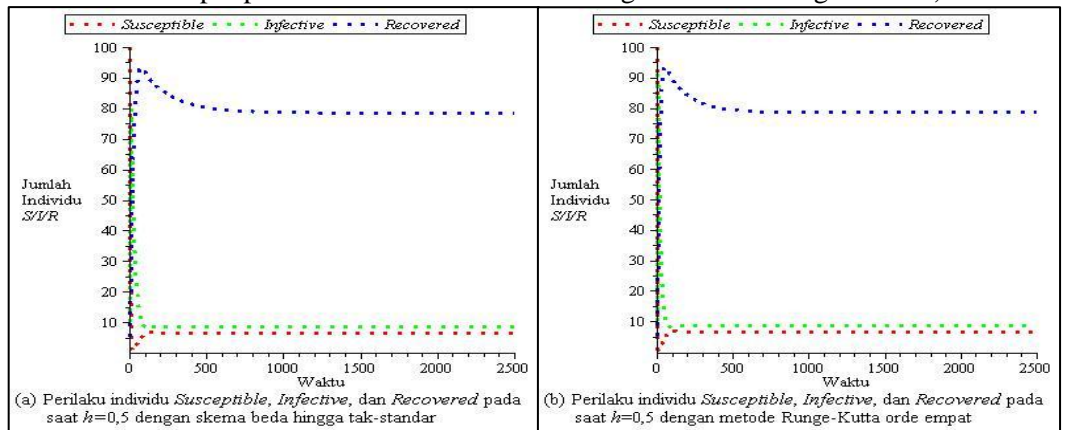 Susceptible Infective Recovered
100
90
80
70
60
50
40
30
20
10
Jumlah
Individu
S/I/R
0 500 1000 1500 2000 2500
Waktu
(a) Perilaku individu Susceptible, Infective, dan Recovered pada
saat h=0,5 dengan skema beda hingga tak-standar
Susceptible Infective Recovered
100
90
80
70
60
50
40
30
20
10
Jumlah
Individu
S/I/R
0 500 1000 1500 2000 2500
Waktu
(b) Perilaku individu Susceptible, Infective, dan Recovered pada
saat h=0,5 dengan metode Runge-Kutta orde empat